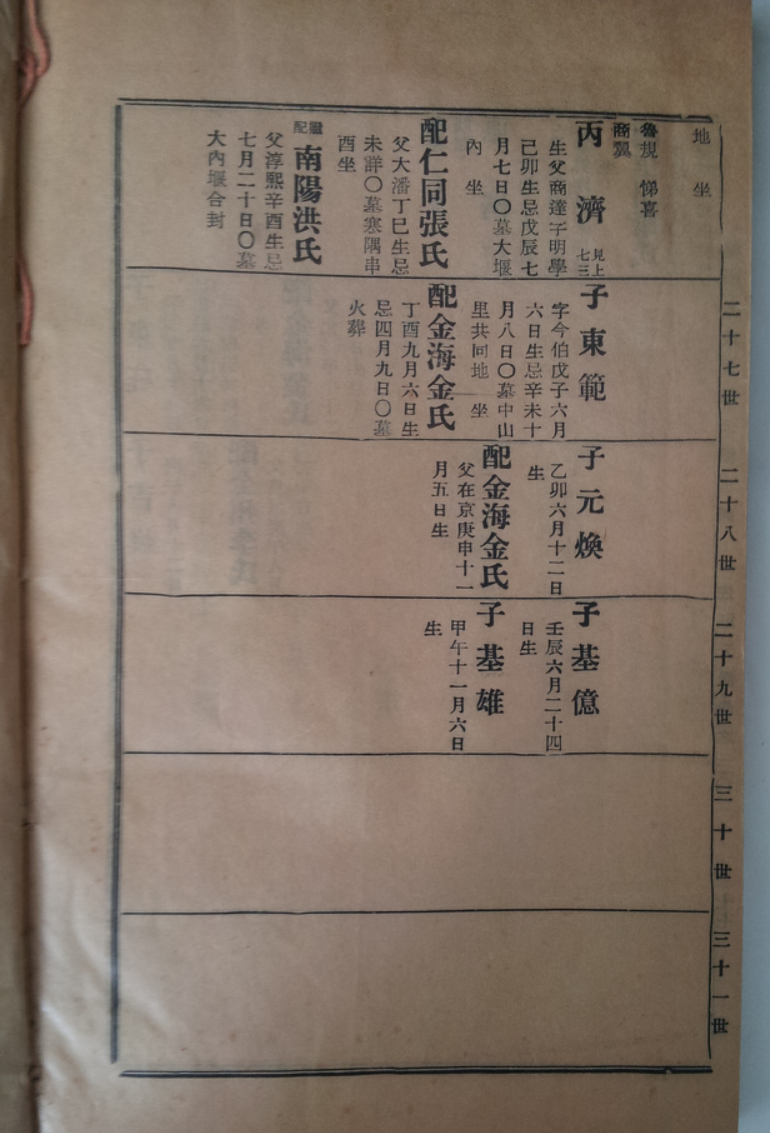 地 坐
魯規 悌喜
商翼
丙濟 見上七三
生父商達子明學
己卯生忌戊辰七
月七日〇墓大堰
內 坐
配仁同張氏
父大潘丁巳生忌
未詳〇墓寒隅串
酉坐
繼配南陽洪氏
父淳熙辛酉生忌
七月二十日〇墓
大內堰合封
二十七世
子東範
字今伯戊子六月
六日生忌辛未十
月八日〇墓中山
里共同地 坐
配金海金氏
丁酉九月六日生
忌四月九日〇墓
火葬
二十八世
子元煥
乙卯六月十二日
生
配金海金氏
父在京庚申十一
月五日生
二十九世
子基億
壬辰六月二十四
日生
子基雄
甲午十一月六日
生
三十世
三十一世